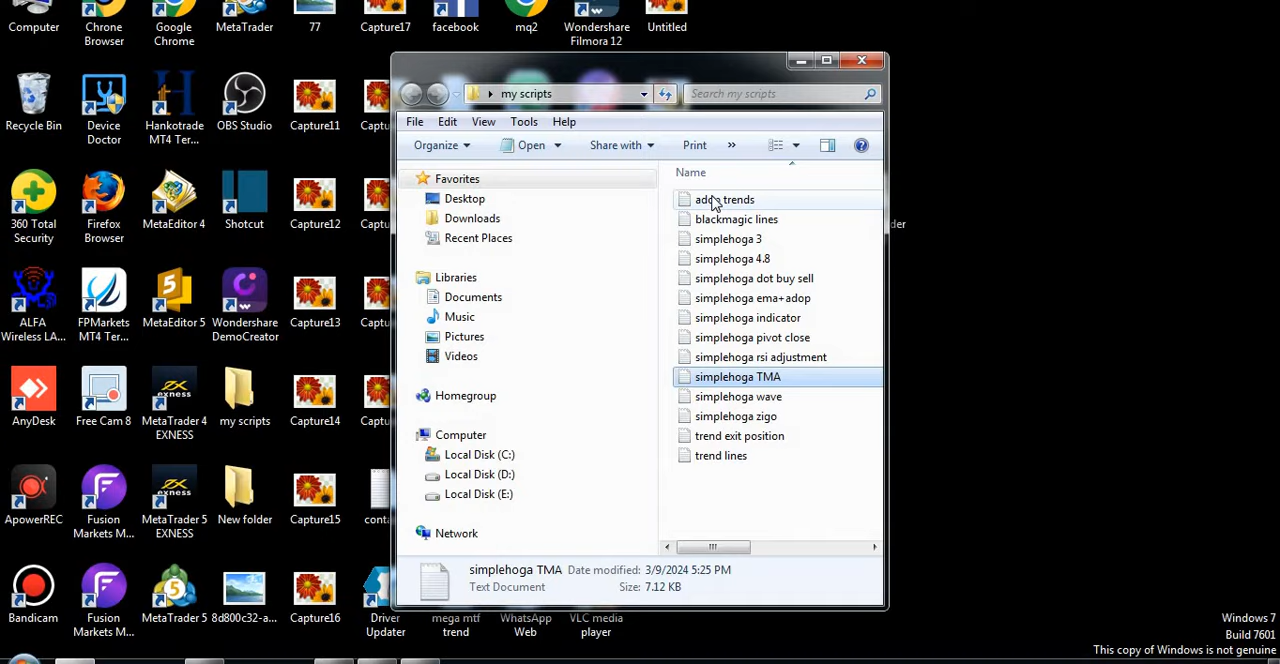 Computer
Chrome Browser
Google Chrome
MetaTrader
77
Capture17
facebook
mq2
Wondershare Filmora 12
Untitled
my scripts
Search my scripts
Recycle Bin
Device Doctor
Hankotrade MT4 Ter...
OBS Studio
Capture11
Captu
File Edit View Tools Help
Organize Open Share with Print »
Name
Favorites
Desktop
Downloads
Recent Places
Libraries
Documents
Music
Pictures
Videos
Homegroup
Computer
Local Disk (C:)
Local Disk (D:)
Local Disk (E:)
Network
trends
blackmagic lines
simplehoga 3
simplehoga 4.8
simplehoga dot buy sell
simplehoga ema+adop
simplehoga indicator
simplehoga pivot close
simplehoga rsi adjustment
simplehoga TMA
simplehoga wave
simplehoga zigo
trend exit position
trend lines
der
simplehoga TMA Date modified: 3/9/2024 5:25 PM
Text Document Size: 7.12 KB
360 Total Security
Firefox Browser
MetaEditor 4
Shotcut
Capture12
Captu
ALFA Wireless LA...
FPMarkets MT4 Ter...
MetaEditor 5
Wondershare DemoCreator
Capture13
Captu
AnyDesk
Free Cam 8
MetaTrader 4 EXNESS
my scripts
Capture14
Captu
ApowerREC
Fusion Markets M...
MetaTrader 5 EXNESS
New folder
Capture15
conta
Bandicam
Fusion Markets M...
MetaTrader 5
8d800c32-a...
Capture16
Driver Updater
mega mtf trend
WhatsApp Web
VLC media player
Windows 7
Build 7601
This copy of Windows is not genuine